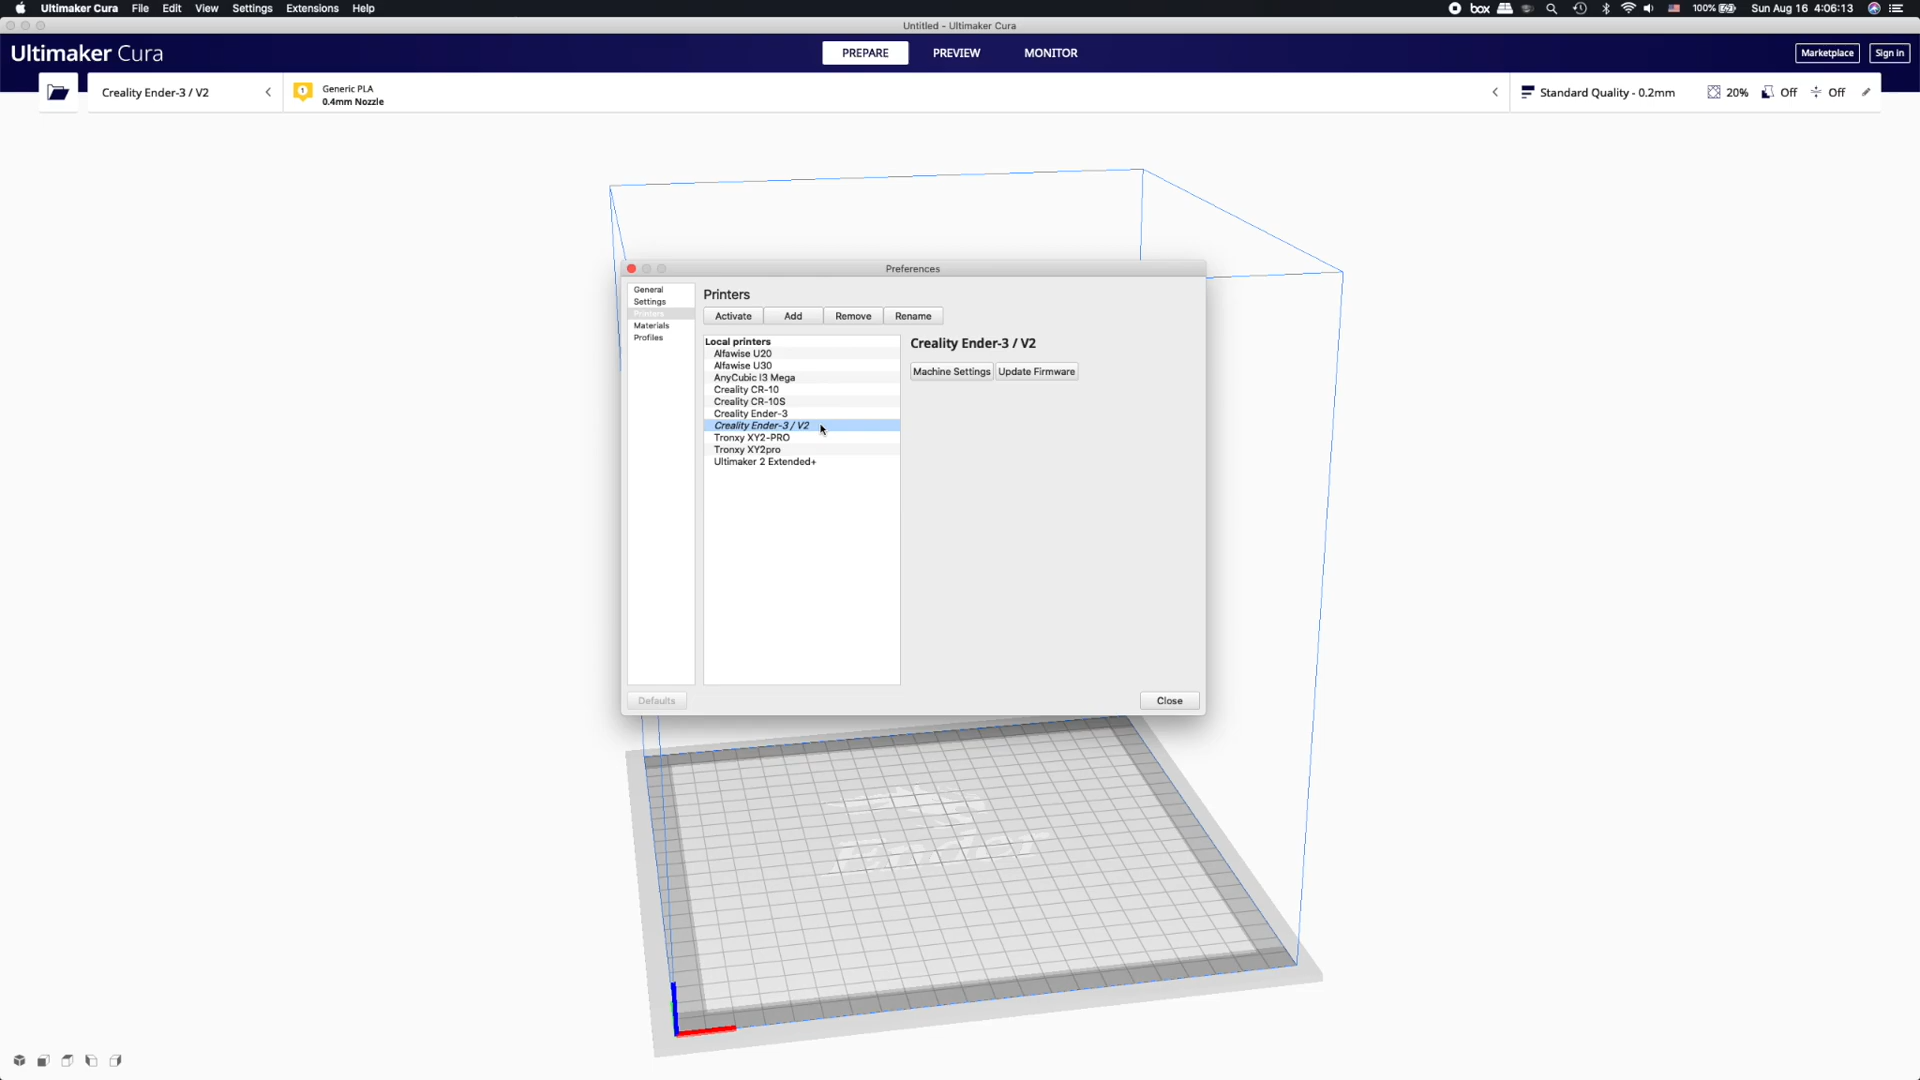 Ultimaker Cura File Edit View Settings Extensions Help box 100% Sun Aug 16 4:06:13
Untitled - Ultimaker Cura
Ultimaker Cura PREPARE PREVIEW MONITOR Marketplace Sign in
Creality Ender-3 / V2
1
Generic PLA
0.4mm Nozzle
Standard Quality - 0.2mm 20% Off Off
Preferences
General
Settings
Printers
Materials
Profiles
Printers
Activate Add Remove Rename
Local printers
Alfawise U20
Alfawise U30
AnyCubic I3 Mega
Creality CR-10
Creality CR-10S
Creality Ender-3
Creality Ender-3 / V2
Tronxy XY2-PRO
Tronxy XY2pro
Ultimaker 2 Extended+
Creality Ender-3 / V2
Machine Settings Update Firmware
Defaults Close
Ender